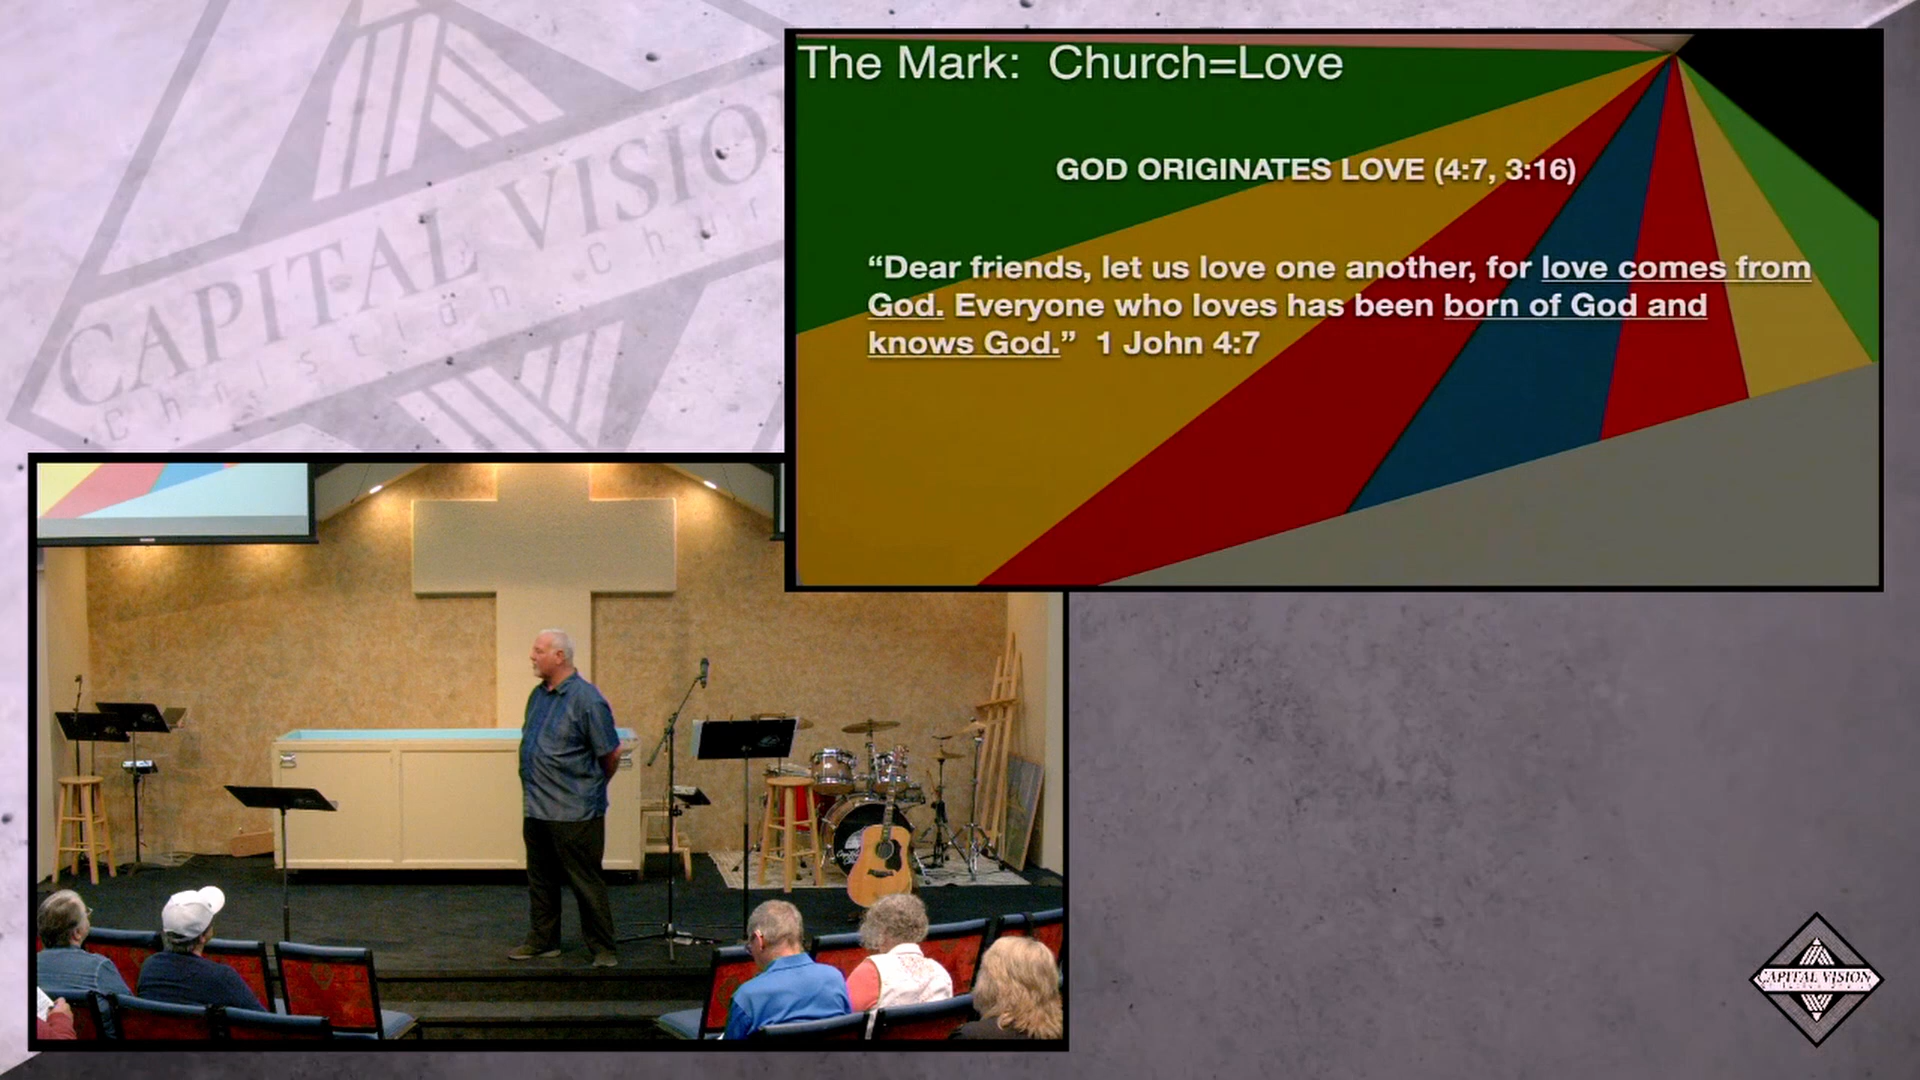 The Mark: Church=Love
GOD ORIGINATES LOVE (4:7, 3:16)
“Dear friends, let us love one another, for love comes from
God. Everyone who loves has been born of God and
knows God.” 1 John 4:7
CAPITAL VISIO
Christian Chur
CAPITAL VISION